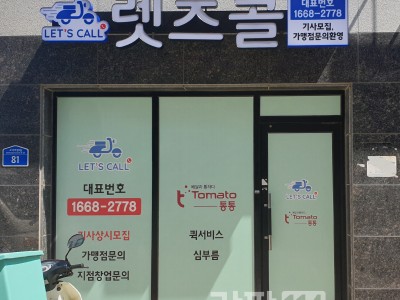 LET'S CALL
렛츠콜
대표번호
1668-2778
기사모집,
가맹점문의환영
81
LET'S CALL
대표번호
1668-2778
기사상시모집
가맹점문의
지점창업문의
Tomato
통통
퀵서비스
심부름
LET'S CALL
Tomato
통통